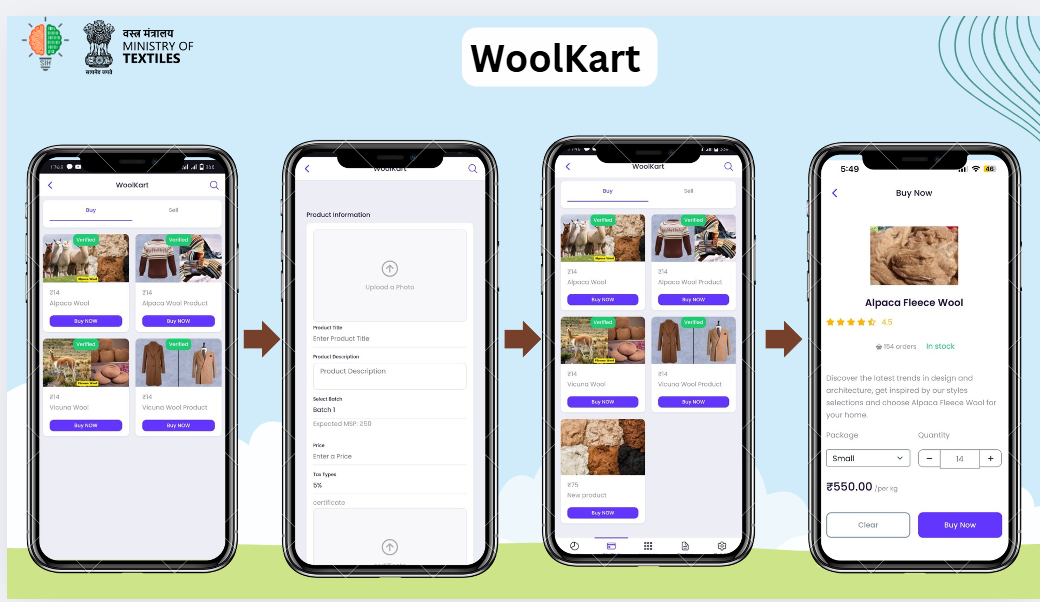 SIH
वस्त्र मंत्रालय
MINISTRY OF
TEXTILES
सत्यमेव जयते
WoolKart
WoolKart
Buy
Sell
Verified
Verified
₹14
₹14
Alpaca Wool
Alpaca Wool Product
Buy NOW
Buy NOW
Verified
Verified
₹14
₹14
Vicuna Wool
Vicuna Wool Product
Buy NOW
Buy NOW
WoolKart
Product Information
Upload a Photo
Product Title
Enter Product Title
Product Description
Product Description
Select Batch
Batch 1
Expected MSP: 250
Price
Enter a Price
Tax Types
5%
certificate
WoolKart
Buy
Sell
Verified
Verified
Alpaca Wool
₹14
₹14
Alpaca Wool
Alpaca Wool Product
Buy NOW
Buy NOW
Verified
Verified
₹14
₹14
Vicuna Wool
Vicuna Wool Product
Buy NOW
Buy NOW
₹75
New product
Buy NOW
5:49
46
Buy Now
Alpaca Fleece Wool
4.5
154 orders
In stock
Discover the latest trends in design and
architecture, get inspired by our styles
selections and choose Alpaca Fleece Wool for
your home.
Package
Quantity
Small
−
14
+
₹550.00 /per kg
Clear
Buy Now